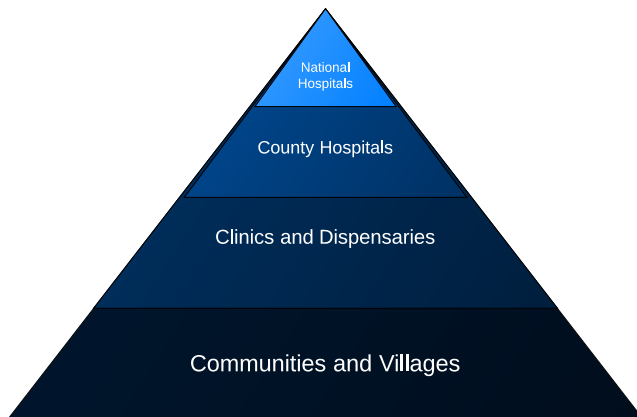 National
Hospitals
County Hospitals
Clinics and Dispensaries
Communities and Villages